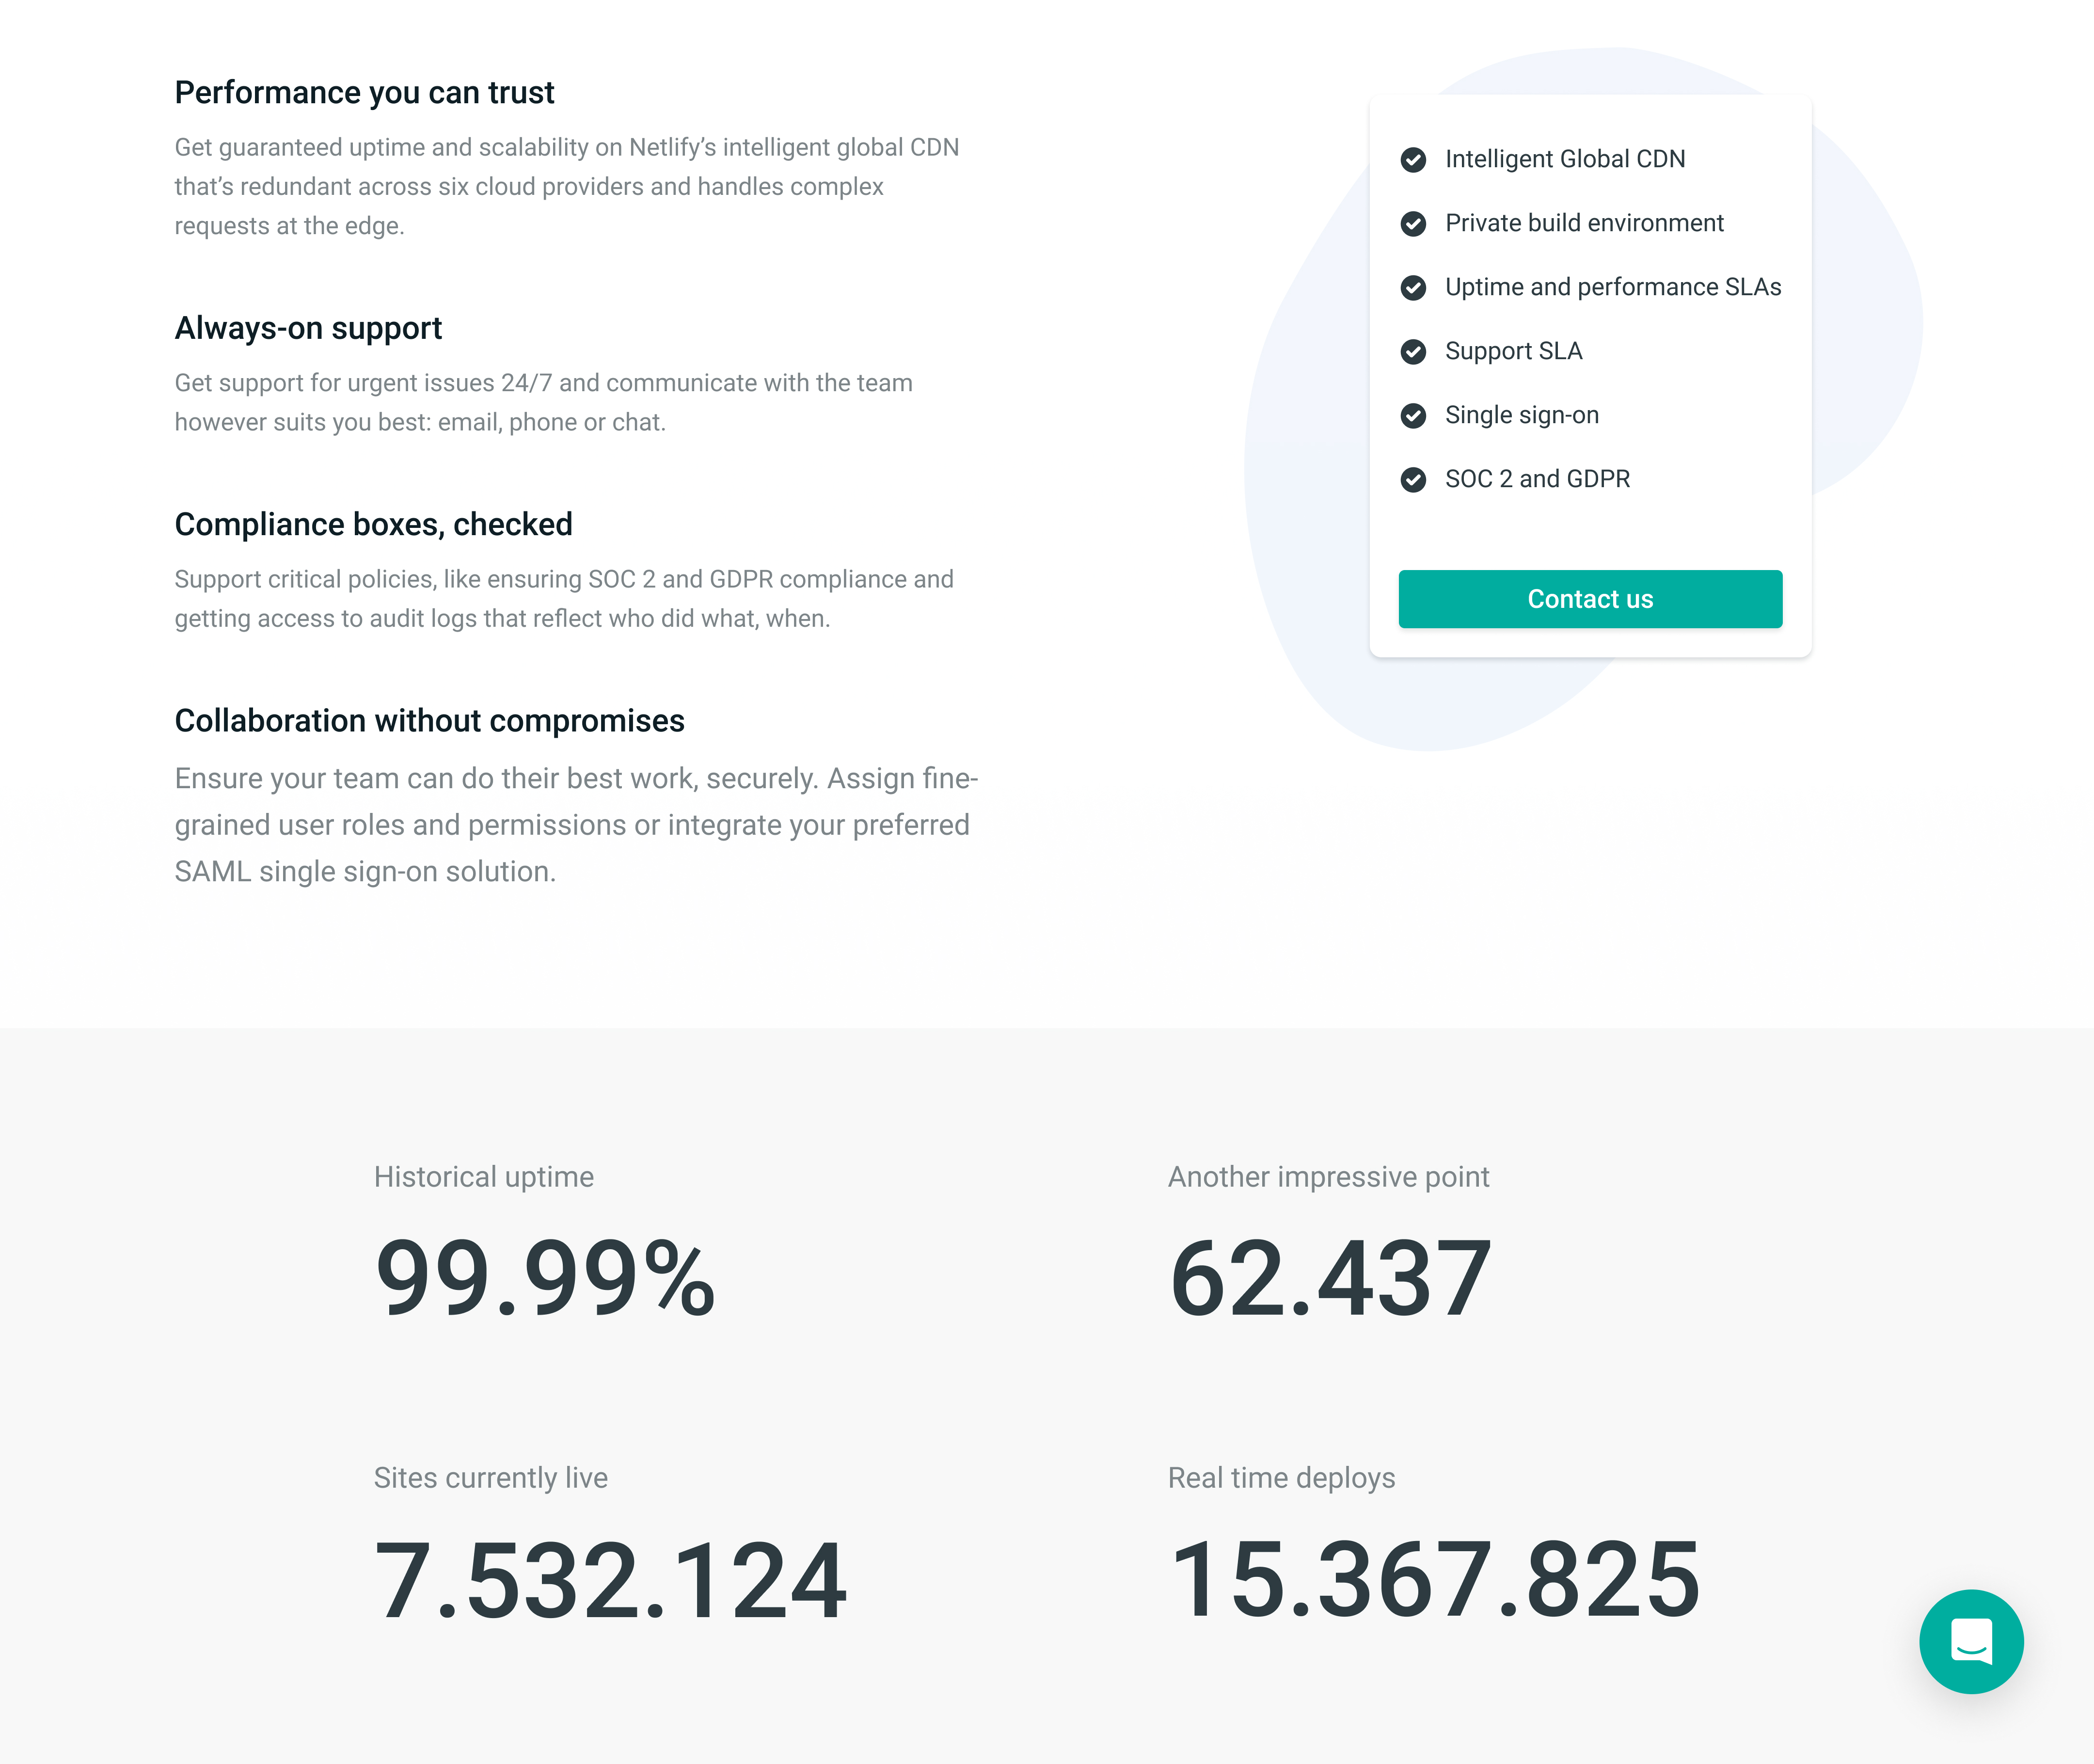 Performance you can trust
Get guaranteed uptime and scalability on Netlify’s intelligent global CDN
that’s redundant across six cloud providers and handles complex
requests at the edge.
Always-on support
Get support for urgent issues 24/7 and communicate with the team
however suits you best: email, phone or chat.
Compliance boxes, checked
Support critical policies, like ensuring SOC 2 and GDPR compliance and
getting access to audit logs that reflect who did what, when.
Collaboration without compromises
Ensure your team can do their best work, securely. Assign fine-
grained user roles and permissions or integrate your preferred
SAML single sign-on solution.
Intelligent Global CDN
Private build environment
Uptime and performance SLAs
Support SLA
Single sign-on
SOC 2 and GDPR
Contact us
Historical uptime
99.99%
Another impressive point
62.437
Sites currently live
7.532.124
Real time deploys
15.367.825